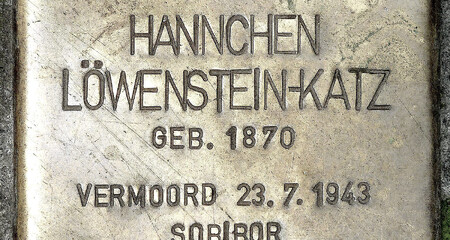 HANNCHEN
LÖWENSTEIN-KATZ
GEB. 1870
VERMOORD 23.7.1943
SOBIBOR